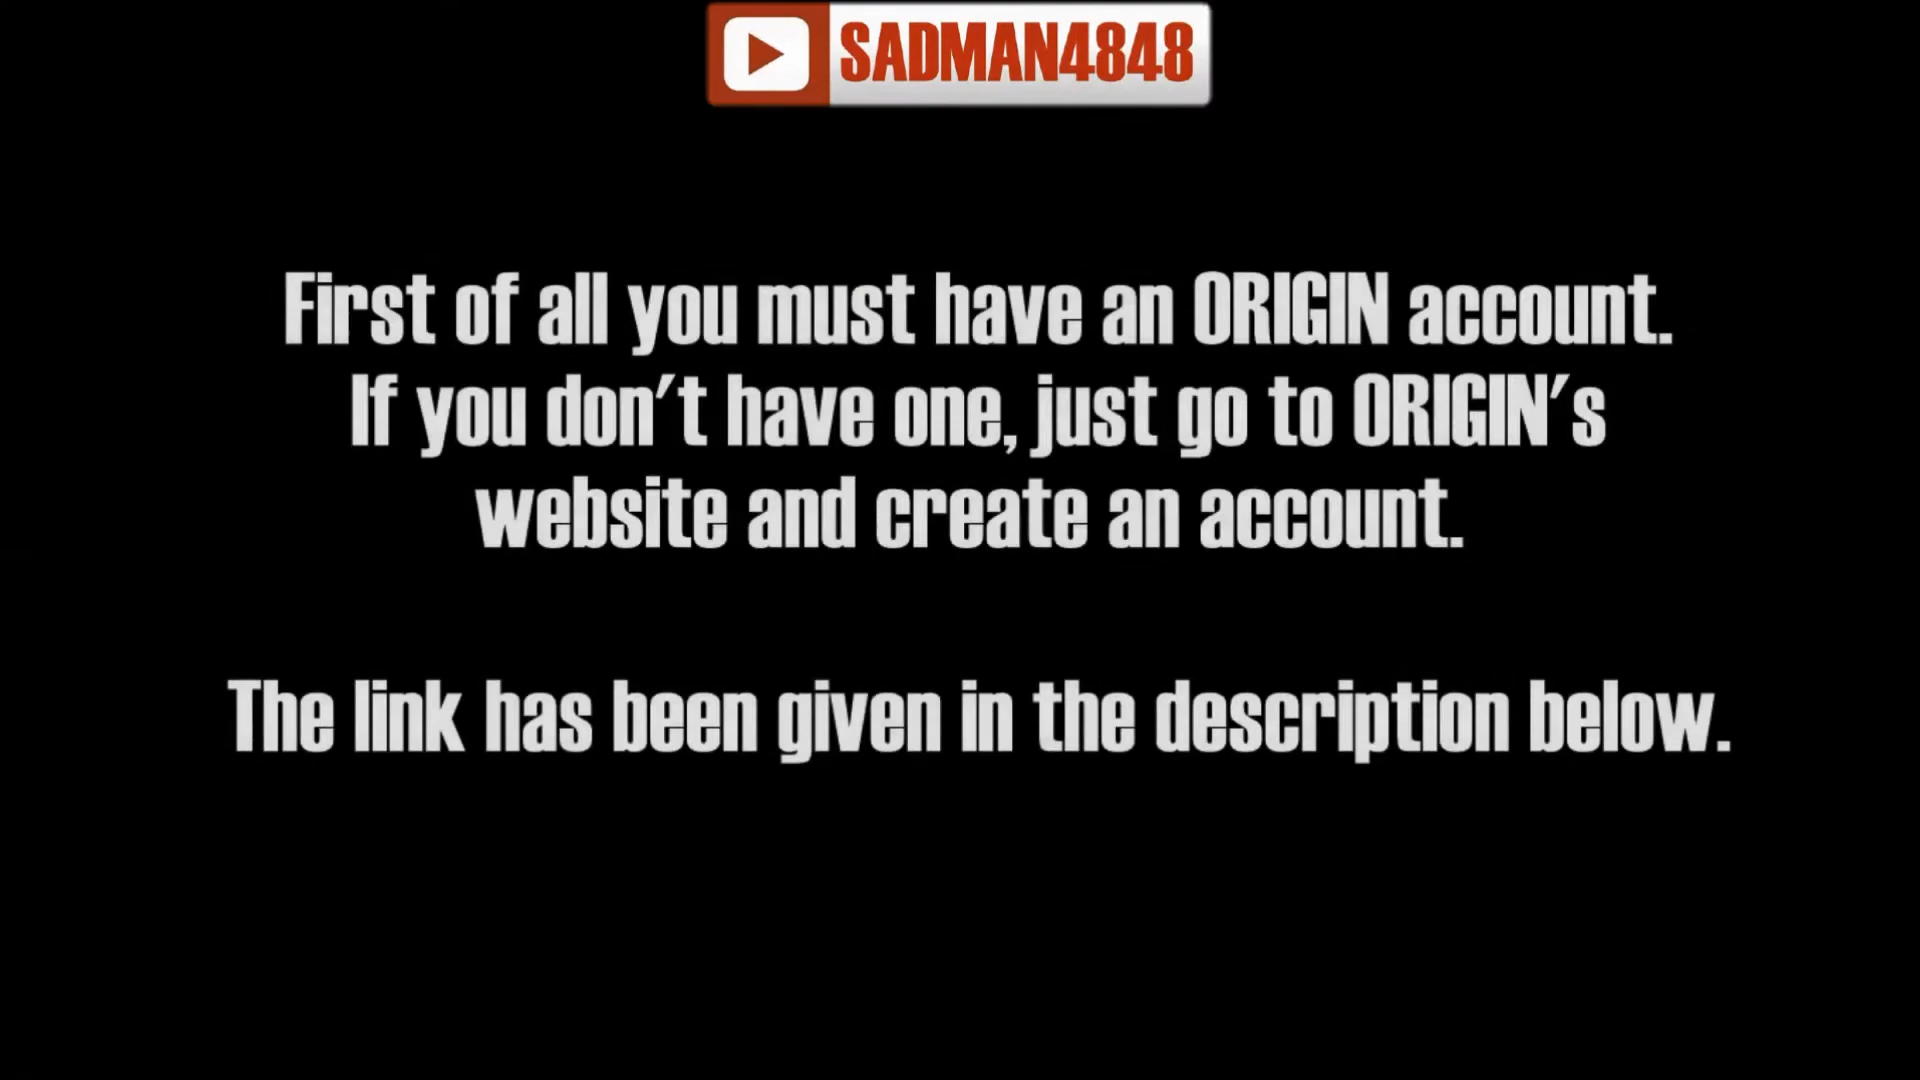 SADMAN4848
First of all you must have an ORIGIN account.
If you don't have one, just go to ORIGIN's
website and create an account.
The link has been given in the description below.